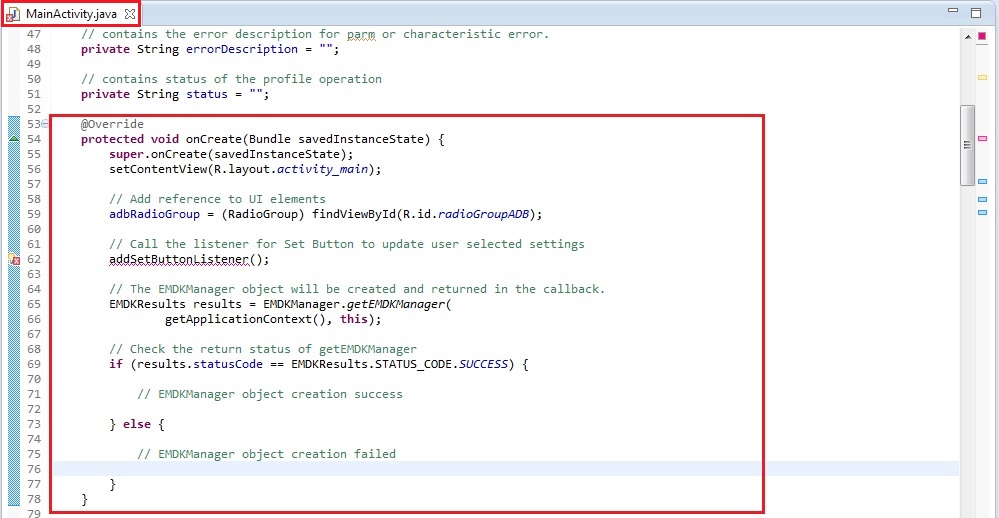 MainActivity.java
47 // contains the error description for parm or characteristic error.
48 private String errorDescription = "";
49
50 // contains status of the profile operation
51 private String status = "";
52
53 @Override
54 protected void onCreate(Bundle savedInstanceState) {
55 super.onCreate(savedInstanceState);
56 setContentView(R.layout.activity_main);
57
58 // Add reference to UI elements
59 adbRadioGroup = (RadioGroup) findViewById(R.id.radioGroupADB);
60
61 // Call the listener for Set Button to update user selected settings
62 addSetButtonListener();
63
64 // The EMDKManager object will be created and returned in the callback.
65 EMDKResults results = EMDKManager.getEMDKManager(
66 getApplicationContext(), this);
67
68 // Check the return status of getEMDKManager
69 if (results.statusCode == EMDKResults.STATUS_CODE.SUCCESS) {
70
71 // EMDKManager object creation success
72
73 } else {
74
75 // EMDKManager object creation failed
76
77 }
78 }
79